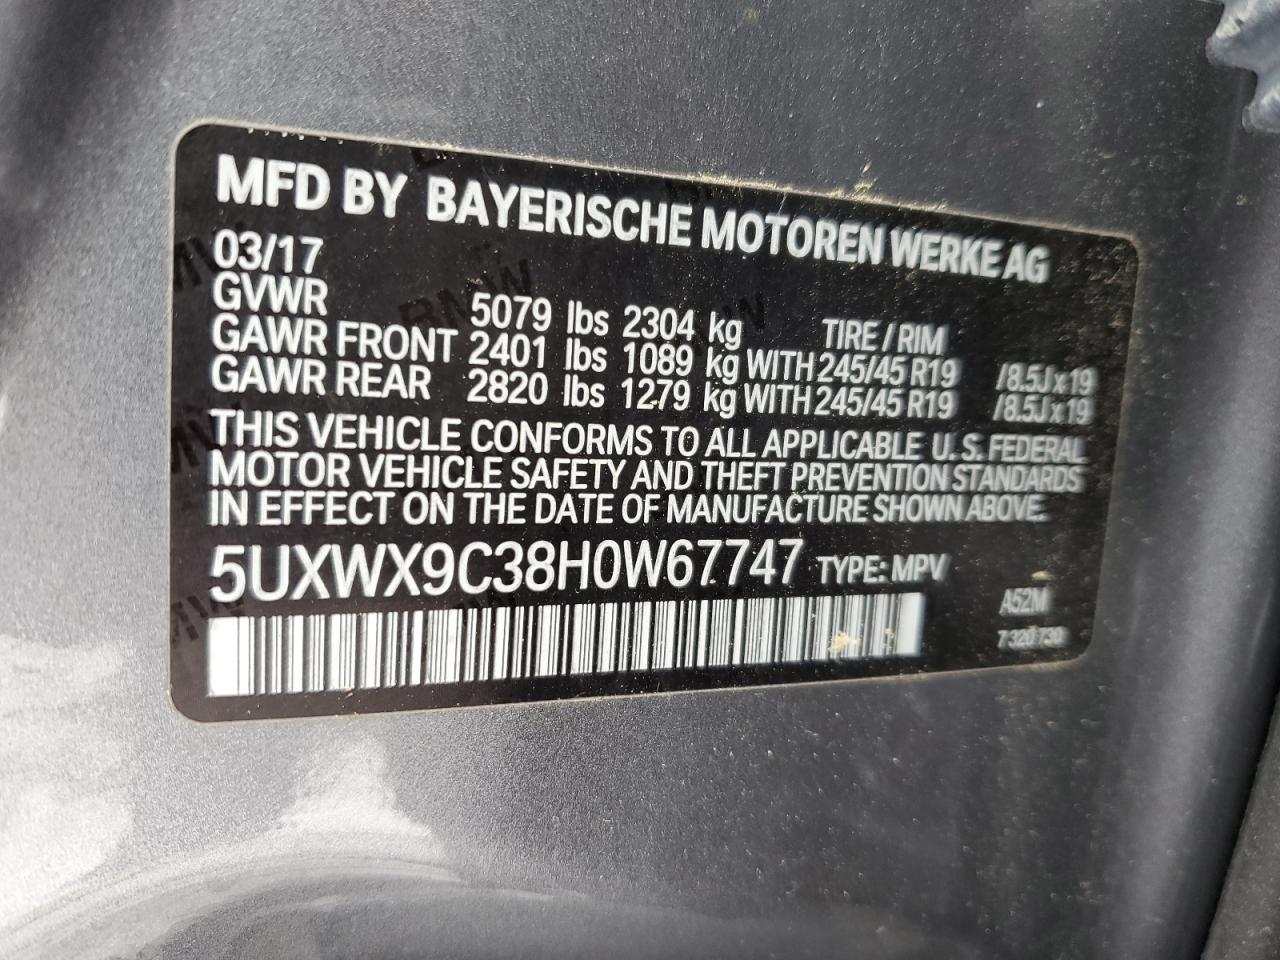 MFD BY BAYERISCHE MOTOREN WERKE AG
03/17
GVWR 5079 lbs 2304 kg TIRE / RIM
GAWR FRONT 2401 lbs 1089 kg WITH 245/45 R19 /8.5J x 19
GAWR REAR 2820 lbs 1279 kg WITH 245/45 R19 /8.5J x 19
THIS VEHICLE CONFORMS TO ALL APPLICABLE U.S. FEDERAL
MOTOR VEHICLE SAFETY AND THEFT PREVENTION STANDARDS
IN EFFECT ON THE DATE OF MANUFACTURE SHOWN ABOVE.
5UXWX9C38H0W67747 TYPE: MPV
A52M
7 320 730